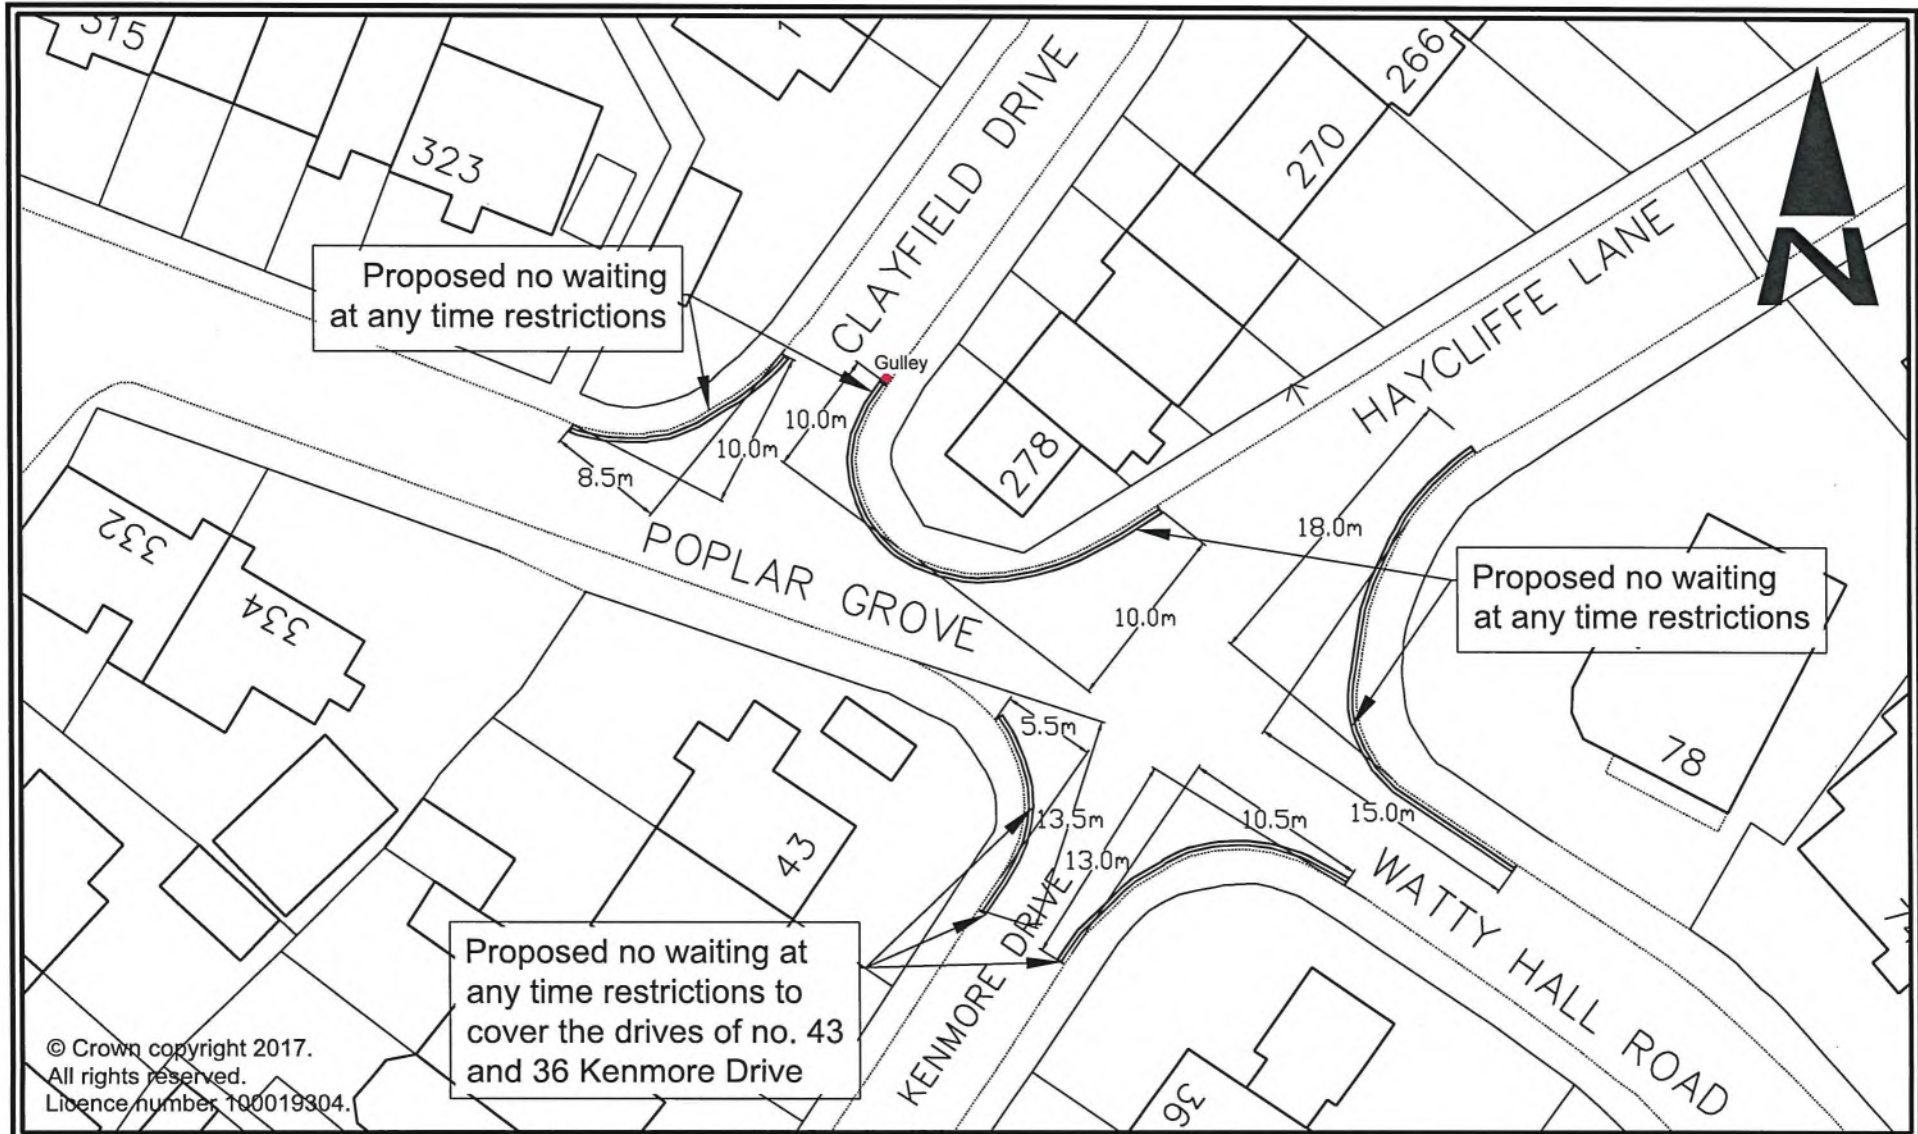 315
323
1
CLAYFIELD DRIVE
266
270
278
HAYCLIFFE LANE
N
Proposed no waiting
at any time restrictions
Gulley
10.0m
10.0m
8.5m
POPLAR GROVE
18.0m
10.0m
Proposed no waiting
at any time restrictions
332
334
5.5m
13.5m
13.0m
10.5m
15.0m
78
43
WATTY HALL ROAD
KENMORE DRIVE
36
Proposed no waiting at
any time restrictions to
cover the drives of no. 43
and 36 Kenmore Drive
© Crown copyright 2017.
All rights reserved.
Licence number 100019304.